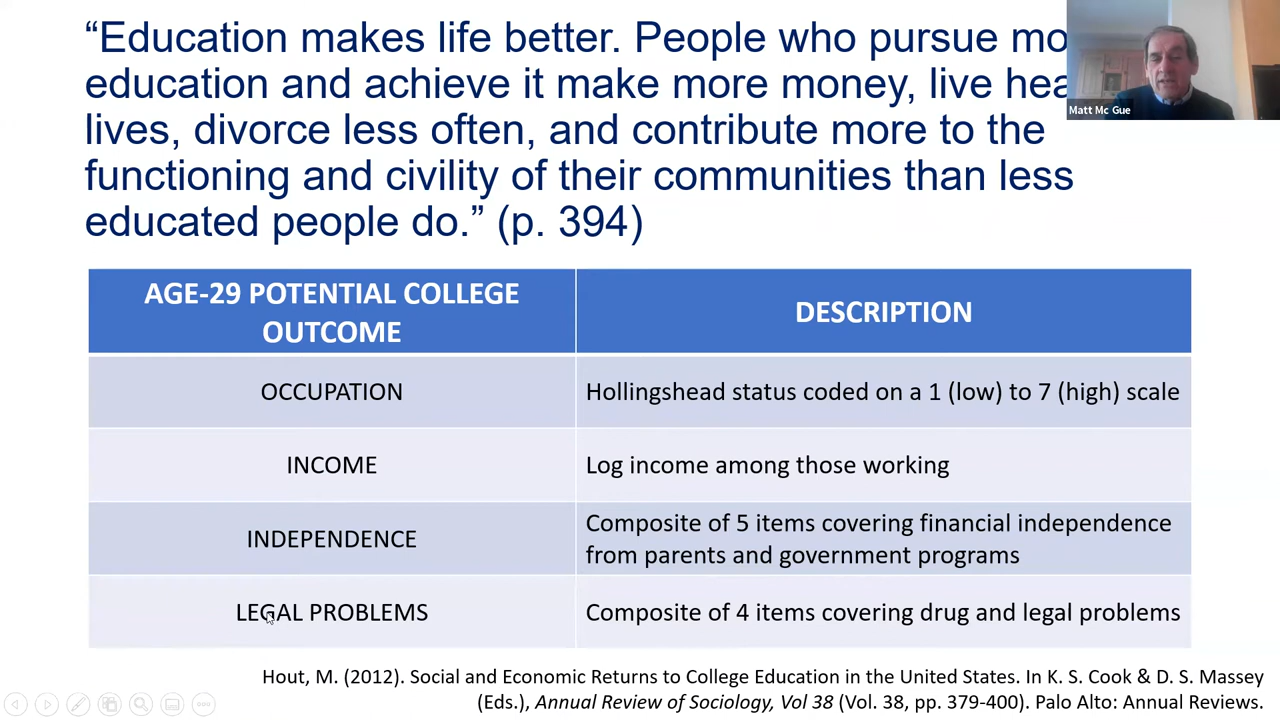 “Education makes life better. People who pursue
education and achieve it make more money, live
lives, divorce less often, and contribute more to the
functioning and civility of their communities than less
educated people do.” (p. 394)
Matt Mc Gue
AGE-29 POTENTIAL COLLEGE
OUTCOME
DESCRIPTION
OCCUPATION
Hollingshead status coded on a 1 (low) to 7 (high) scale
INCOME
Log income among those working
INDEPENDENCE
Composite of 5 items covering financial independence
from parents and government programs
LEGAL PROBLEMS
Composite of 4 items covering drug and legal problems
Hout, M. (2012). Social and Economic Returns to College Education in the United States. In K. S. Cook & D. S. Massey
(Eds.), Annual Review of Sociology, Vol 38 (Vol. 38, pp. 379-400). Palo Alto: Annual Reviews.